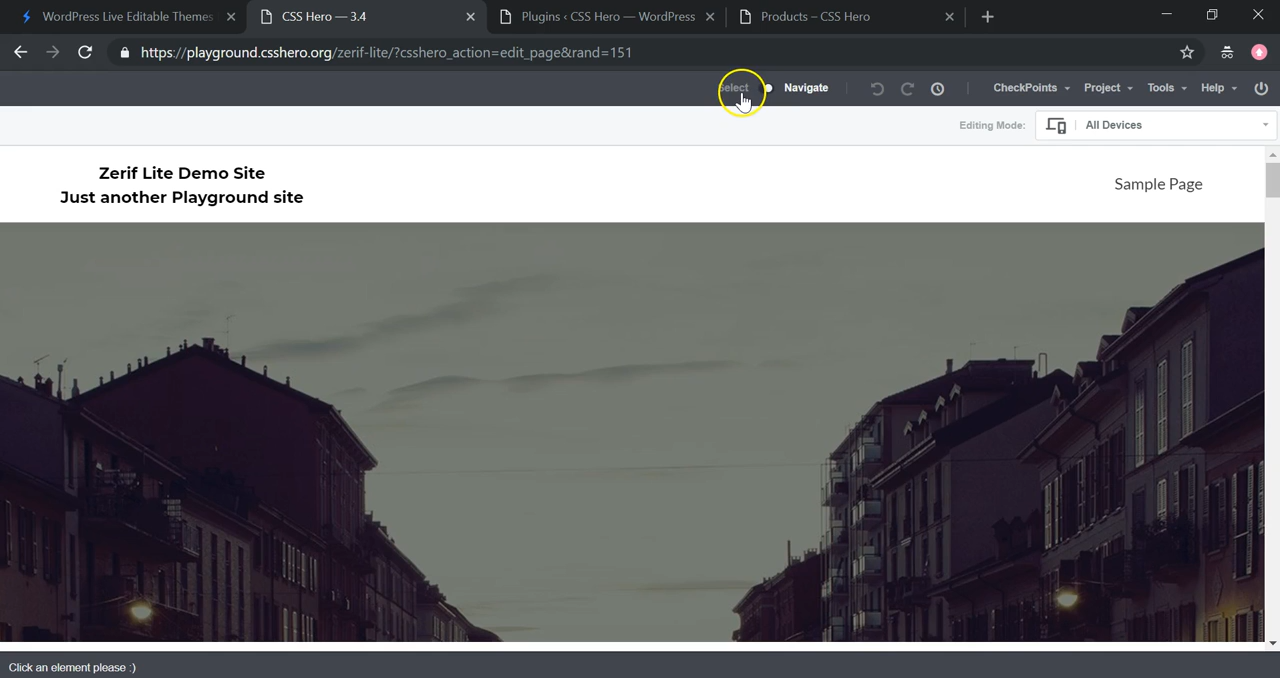 WordPress Live Editable Themes
CSS Hero — 3.4
Plugins ‹ CSS Hero — WordPress
Products – CSS Hero
https://playground.csshero.org/zerif-lite/?csshero_action=edit_page&rand=151
Select
Navigate
CheckPoints
Project
Tools
Help
Editing Mode:
All Devices
Zerif Lite Demo Site
Just another Playground site
Sample Page
Click an element please :)